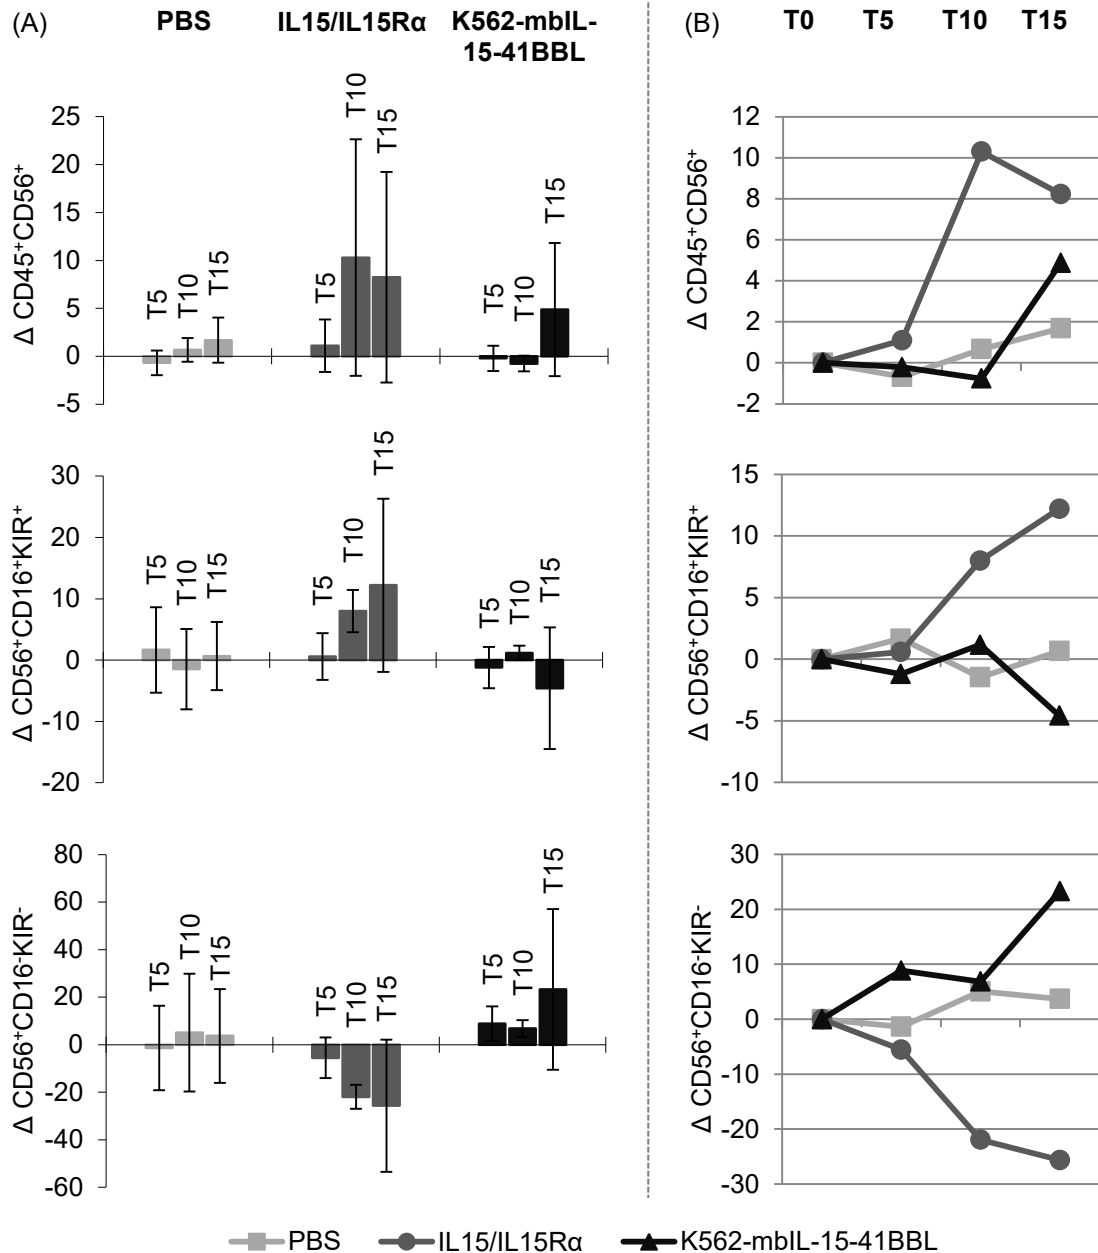 (A) PBS IL15/IL15Rα K562-mbIL-
15-41BBL
(B) T0 T5 T10 T15
Δ CD45⁺CD56⁺
25
20
15
10
5
0
-5
T5 T10 T15
T5 T10 T15
T5 T10 T15
Δ CD45⁺CD56⁺
12
10
8
6
4
2
0
-2
Δ CD56⁺CD16⁺KIR⁺
30
20
10
0
-10
-20
T5 T10 T15
T5 T10 T15
T5 T10 T15
Δ CD56⁺CD16⁺KIR⁺
15
10
5
0
-5
-10
Δ CD56⁺CD16⁻KIR⁻
80
60
40
20
0
-20
-40
-60
T5 T10 T15
T5 T10 T15
T5 T10 T15
Δ CD56⁺CD16⁻KIR⁻
30
20
10
0
-10
-20
-30
PBS IL15/IL15Rα K562-mbIL-15-41BBL